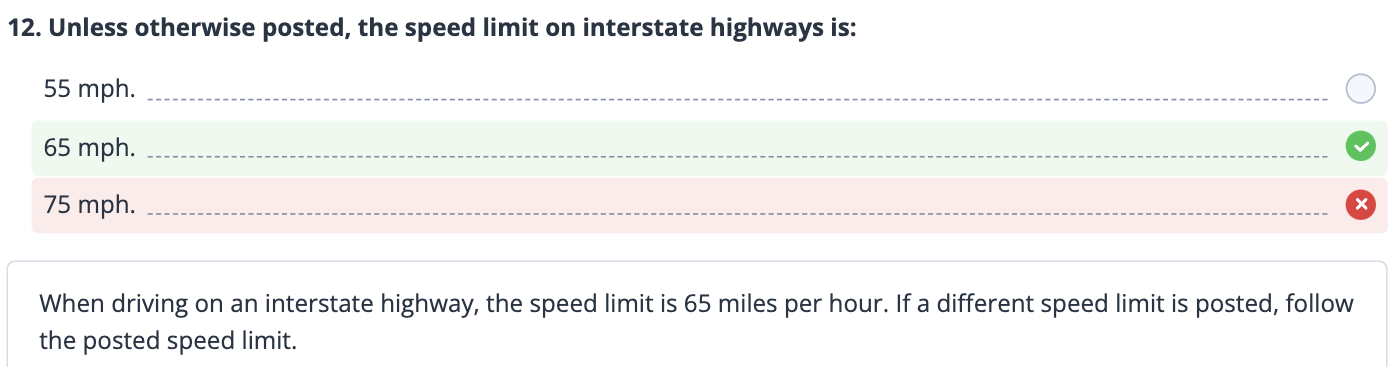 12. Unless otherwise posted, the speed limit on interstate highways is:
55 mph.
65 mph.
75 mph.
When driving on an interstate highway, the speed limit is 65 miles per hour. If a different speed limit is posted, follow
the posted speed limit.